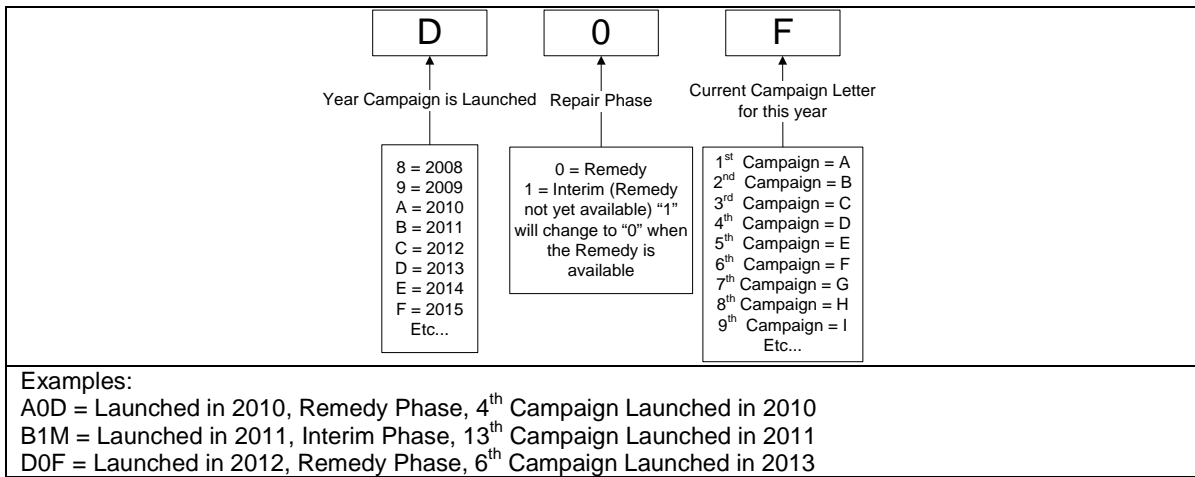 D 0 F
Year Campaign is Launched
Repair Phase
Current Campaign Letter
for this year
8 = 2008
9 = 2009
A = 2010
B = 2011
C = 2012
D = 2013
E = 2014
F = 2015
Etc...
0 = Remedy
1 = Interim (Remedy
not yet available) “1”
will change to “0” when
the Remedy is
available
1st Campaign = A
2nd Campaign = B
3rd Campaign = C
4th Campaign = D
5th Campaign = E
6th Campaign = F
7th Campaign = G
8th Campaign = H
9th Campaign = I
Etc...
Examples:
A0D = Launched in 2010, Remedy Phase, 4th Campaign Launched in 2010
B1M = Launched in 2011, Interim Phase, 13th Campaign Launched in 2011
D0F = Launched in 2012, Remedy Phase, 6th Campaign Launched in 2013